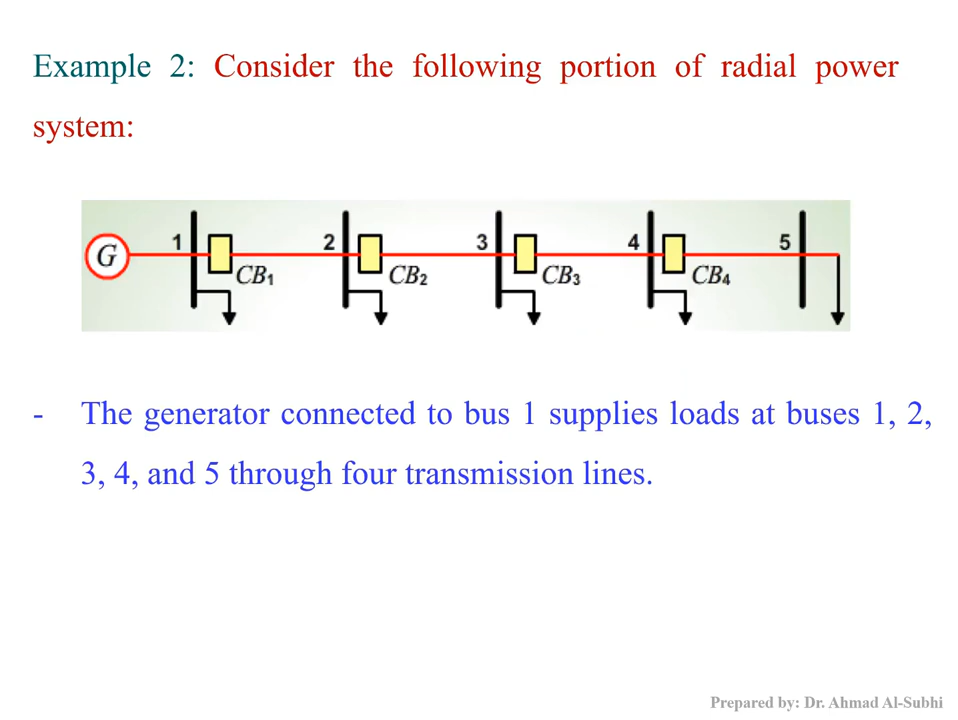 Example 2: Consider the following portion of radial power
system:
G 1 2 3 4 5
CB1 CB2 CB3 CB4
- The generator connected to bus 1 supplies loads at buses 1, 2,
3, 4, and 5 through four transmission lines.
Prepared by: Dr. Ahmad Al-Subhi